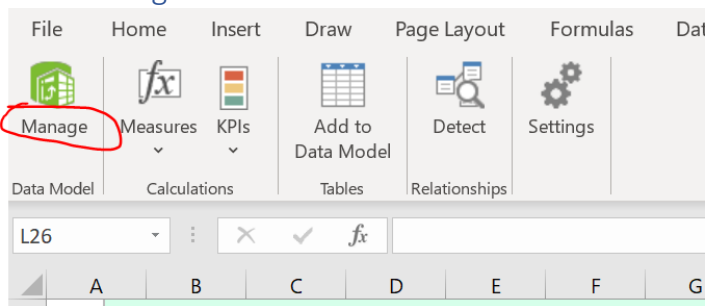 File Home Insert Draw Page Layout Formulas
Manage Measures KPIs Add to Data Model Detect Settings
Data Model Calculations Tables Relationships
L26 fx
A B C D E F G